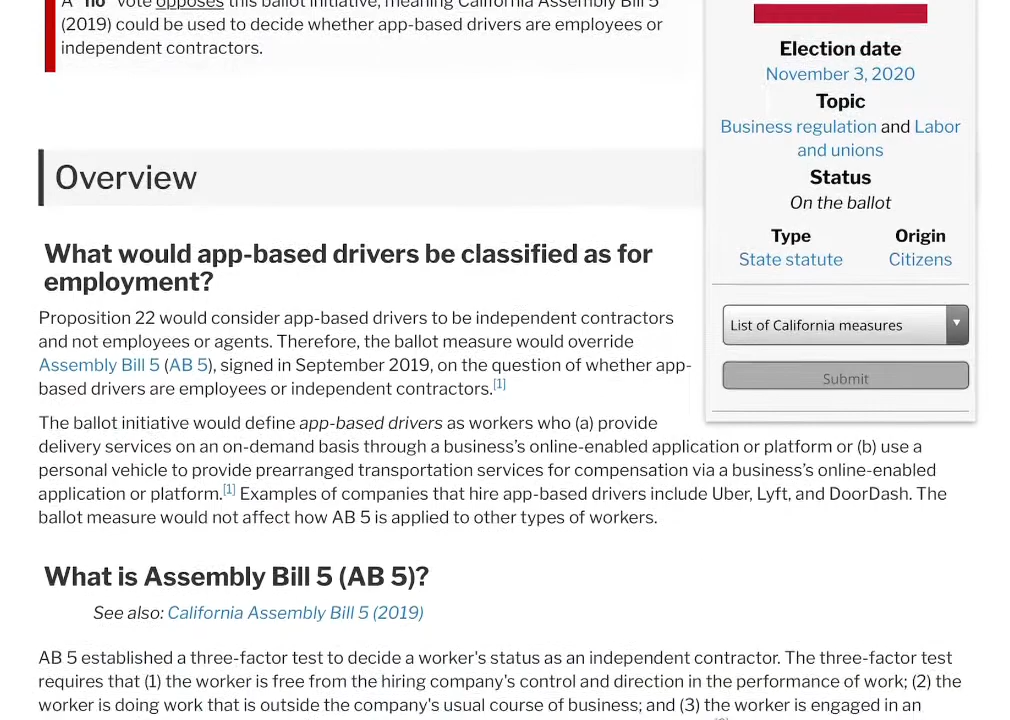 A "no" vote opposes this ballot initiative, meaning California Assembly Bill 5
(2019) could be used to decide whether app-based drivers are employees or
independent contractors.
Election date
November 3, 2020
Topic
Business regulation and Labor
and unions
Status
On the ballot
Type Origin
State statute Citizens
List of California measures
Submit
Overview
What would app-based drivers be classified as for
employment?
Proposition 22 would consider app-based drivers to be independent contractors
and not employees or agents. Therefore, the ballot measure would override
Assembly Bill 5 (AB 5), signed in September 2019, on the question of whether app-
based drivers are employees or independent contractors.[1]
The ballot initiative would define app-based drivers as workers who (a) provide
delivery services on an on-demand basis through a business's online-enabled application or platform or (b) use a
personal vehicle to provide prearranged transportation services for compensation via a business's online-enabled
application or platform.[1] Examples of companies that hire app-based drivers include Uber, Lyft, and DoorDash. The
ballot measure would not affect how AB 5 is applied to other types of workers.
What is Assembly Bill 5 (AB 5)?
See also: California Assembly Bill 5 (2019)
AB 5 established a three-factor test to decide a worker's status as an independent contractor. The three-factor test
requires that (1) the worker is free from the hiring company's control and direction in the performance of work; (2) the
worker is doing work that is outside the company's usual course of business; and (3) the worker is engaged in an